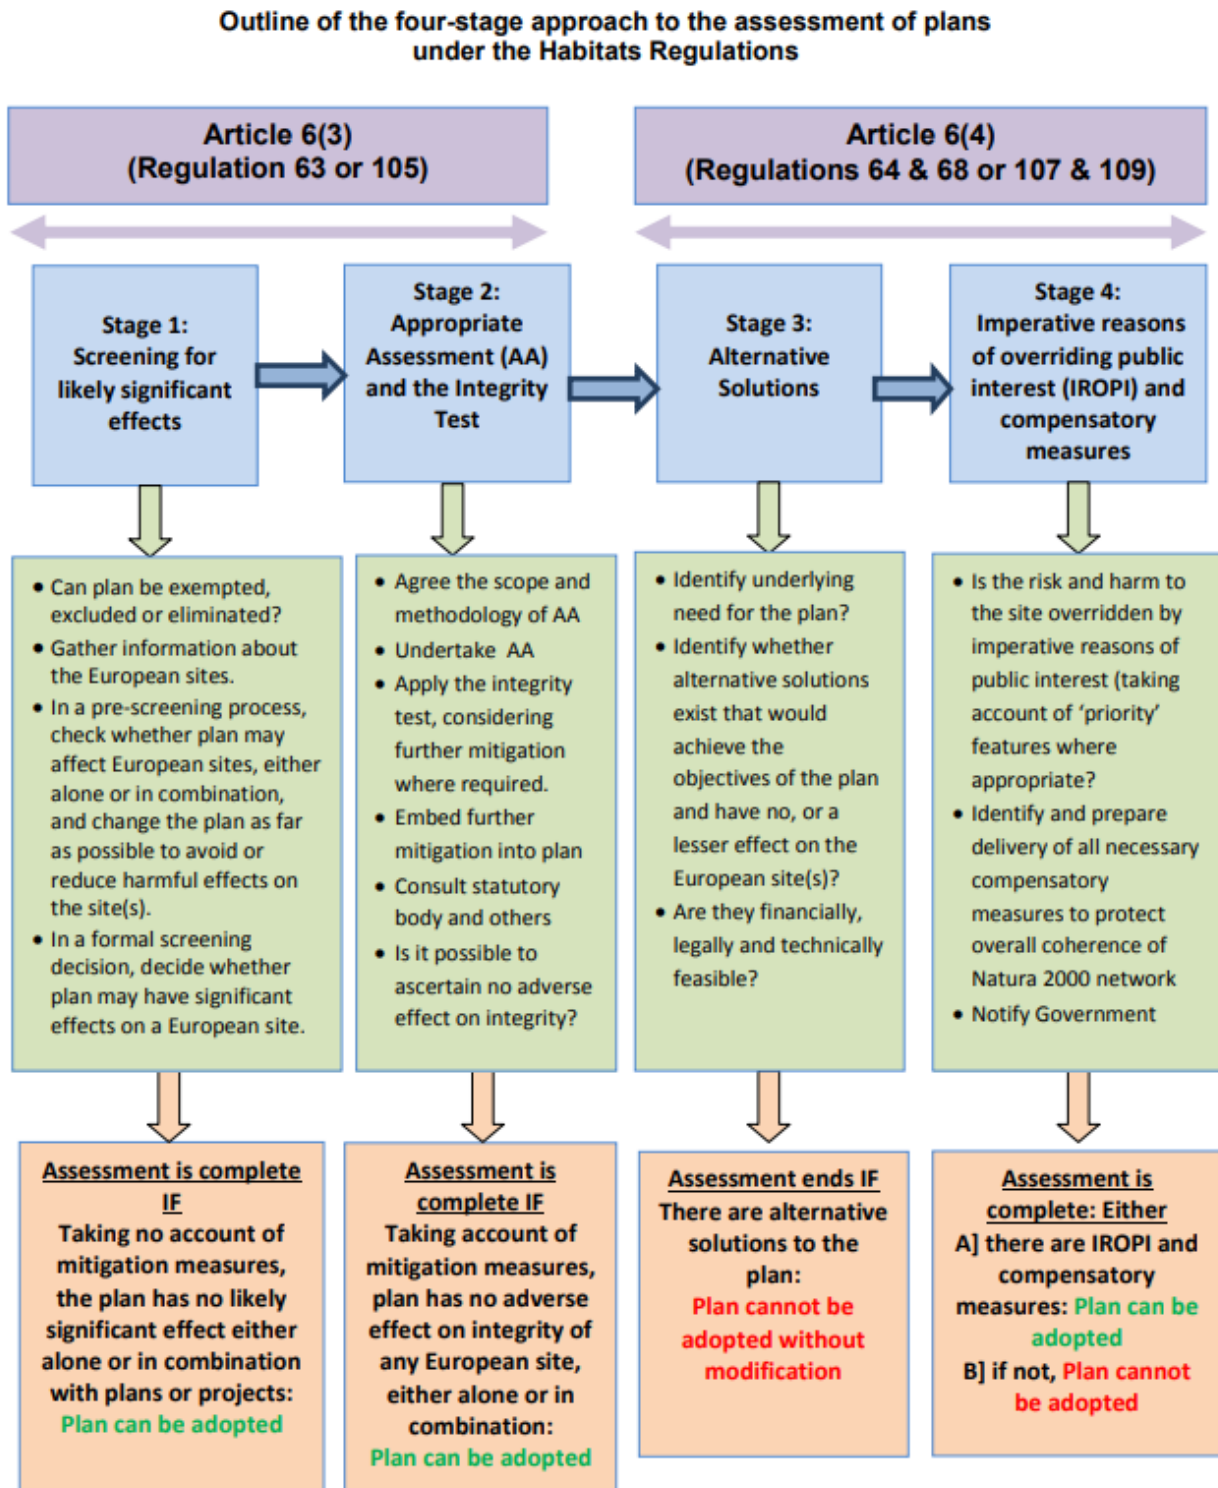 Outline of the four-stage approach to the assessment of plans
under the Habitats Regulations
Article 6(3)
(Regulation 63 or 105)
Article 6(4)
(Regulations 64 & 68 or 107 & 109)
Stage 1:
Screening for
likely significant
effects
Stage 2:
Appropriate
Assessment (AA)
and the Integrity
Test
Stage 3:
Alternative
Solutions
Stage 4:
Imperative reasons
of overriding public
interest (IROPI) and
compensatory
measures
• Can plan be exempted,
excluded or eliminated?
• Gather information about
the European sites.
• In a pre-screening process,
check whether plan may
affect European sites, either
alone or in combination,
and change the plan as far
as possible to avoid or
reduce harmful effects on
the site(s).
• In a formal screening
decision, decide whether
plan may have significant
effects on a European site.
• Agree the scope and
methodology of AA
• Undertake AA
• Apply the integrity
test, considering
further mitigation
where required.
• Embed further
mitigation into plan
• Consult statutory
body and others
• Is it possible to
ascertain no adverse
effect on integrity?
• Identify underlying
need for the plan?
• Identify whether
alternative solutions
exist that would
achieve the
objectives of the plan
and have no, or a
lesser effect on the
European site(s)?
• Are they financially,
legally and technically
feasible?
• Is the risk and harm to
the site overridden by
imperative reasons of
public interest (taking
account of ‘priority’
features where
appropriate?
• Identify and prepare
delivery of all necessary
compensatory
measures to protect
overall coherence of
Natura 2000 network
• Notify Government
Assessment is complete
IF
Taking no account of
mitigation measures,
the plan has no likely
significant effect either
alone or in combination
with plans or projects:
Plan can be adopted
Assessment is
complete IF
Taking account of
mitigation measures,
plan has no adverse
effect on integrity of
any European site,
either alone or in
combination:
Plan can be adopted
Assessment ends IF
There are alternative
solutions to the
plan:
Plan cannot be
adopted without
modification
Assessment is
complete: Either
A] there are IROPI and
compensatory
measures: Plan can be
adopted
B] if not, Plan cannot
be adopted